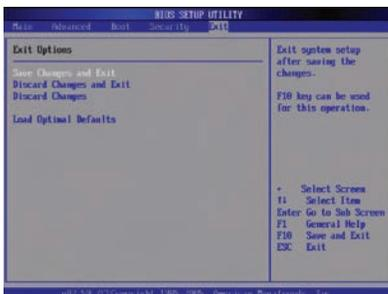 BIOS SETUP UTILITY
Main Advanced Boot Security Exit
Exit Options
Save Changes and Exit
Discard Changes and Exit
Discard Changes
Load Optimal Defaults
Exit system setup
after saving the
changes.
F10 key can be used
for this operation.
Select Screen
↑↓ Select Item
Enter Go to Sub Screen
F1 General Help
F10 Save and Exit
ESC Exit